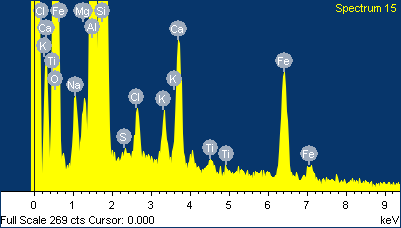 Spectrum 15
Cl Fe Mg Si
Ca Al Ca
K
Ti Fe
O Na K
Cl K
S Ti Ti Fe
0 1 2 3 4 5 6 7 8 9
Full Scale 269 cts Cursor: 0.000 keV